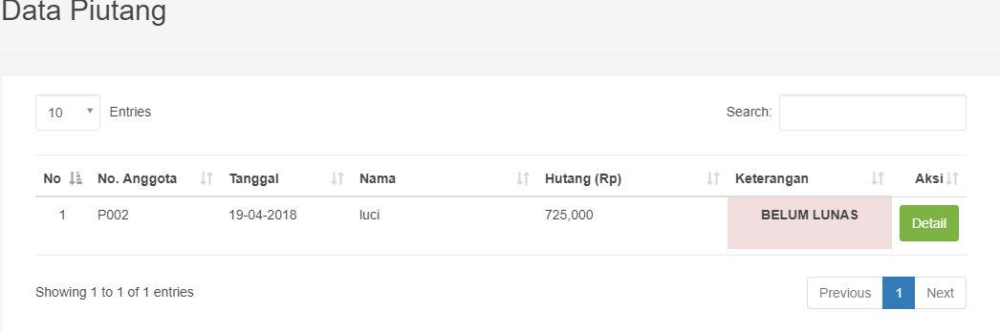 Data Piutang
10 Entries Search:
No No. Anggota Tanggal Nama Hutang (Rp) Keterangan Aksi
1 P002 19-04-2018 luci 725,000 BELUM LUNAS Detail
Showing 1 to 1 of 1 entries Previous 1 Next